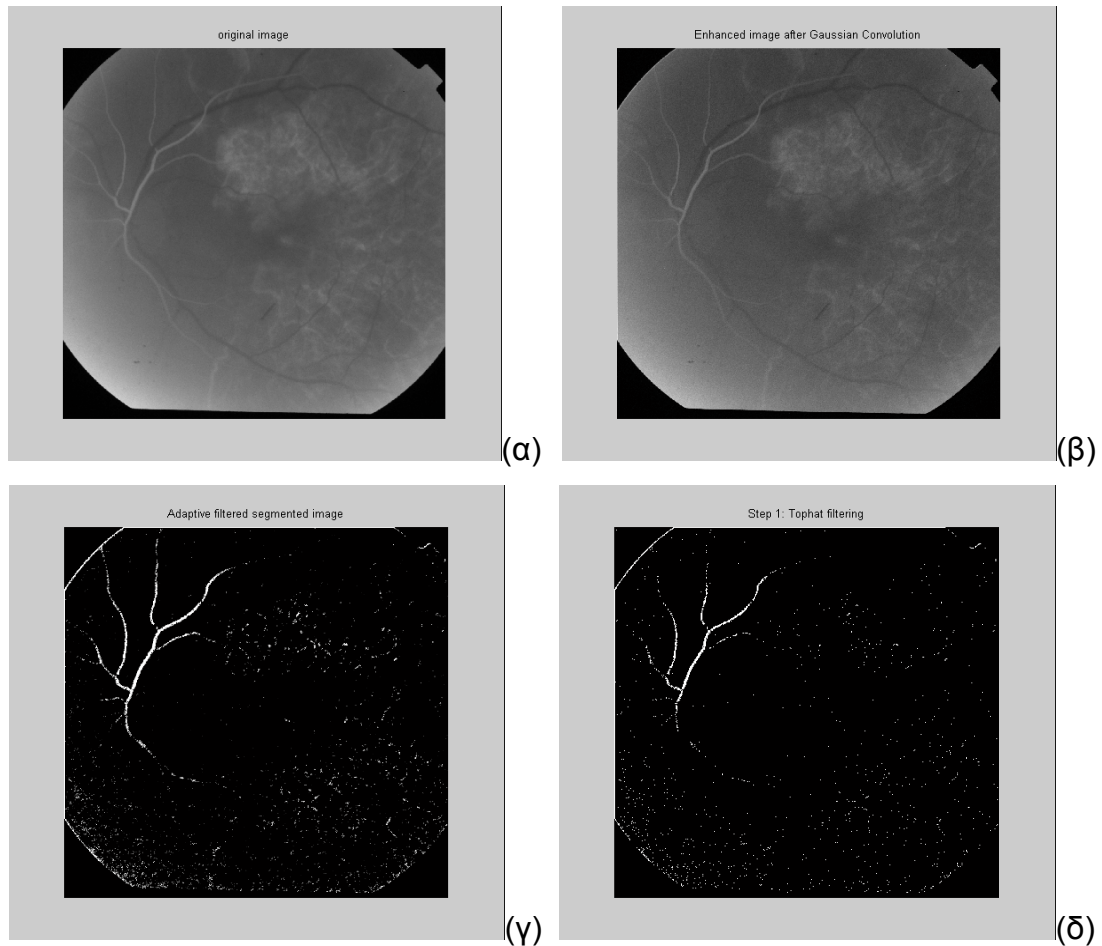 original image
Enhanced image after Gaussian Convolution
(α)
(β)
Adaptive filtered segmented image
Step 1: Tophat filtering
(γ)
(δ)